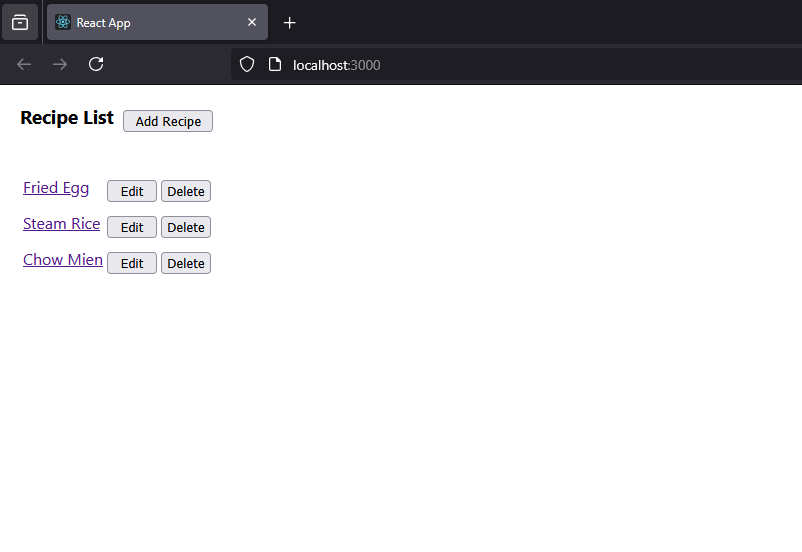 React App
localhost:3000
Recipe List Add Recipe
Fried Egg Edit Delete
Steam Rice Edit Delete
Chow Mien Edit Delete